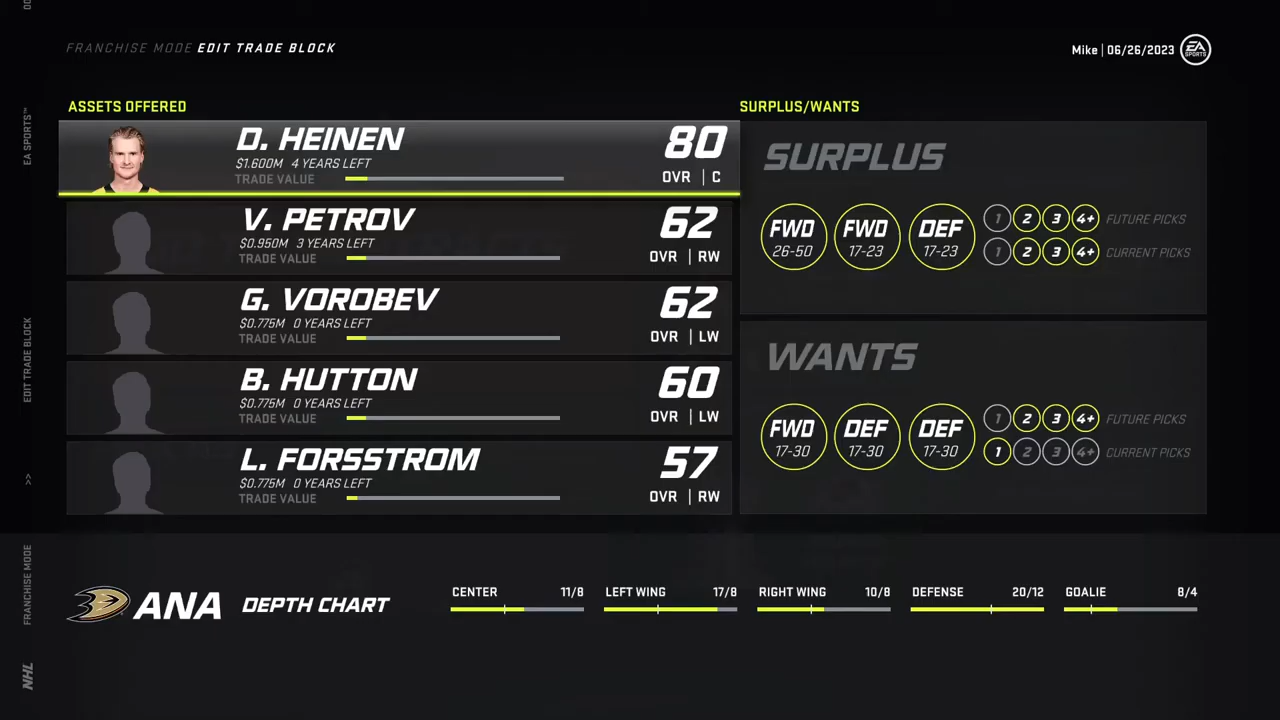 FRANCHISE MODE EDIT TRADE BLOCK
Mike | 06/26/2023
EA SPORTS
ASSETS OFFERED
D. HEINEN
$1.600M 4 YEARS LEFT
TRADE VALUE
80
OVR | C
V. PETROV
$0.950M 3 YEARS LEFT
TRADE VALUE
62
OVR | RW
G. VOROBEV
$0.775M 0 YEARS LEFT
TRADE VALUE
62
OVR | LW
B. HUTTON
$0.775M 0 YEARS LEFT
TRADE VALUE
60
OVR | LW
L. FORSSTROM
$0.775M 0 YEARS LEFT
TRADE VALUE
57
OVR | RW
SURPLUS/WANTS
SURPLUS
FWD 26-50
FWD 17-23
DEF 17-23
1 2 3 4+ FUTURE PICKS
1 2 3 4+ CURRENT PICKS
WANTS
FWD 17-30
DEF 17-30
DEF 17-30
1 2 3 4+ FUTURE PICKS
1 2 3 4+ CURRENT PICKS
ANA DEPTH CHART
CENTER 11/8
LEFT WING 17/8
RIGHT WING 10/8
DEFENSE 20/12
GOALIE 8/4
EA SPORTS™
EDIT TRADE BLOCK
>>
FRANCHISE MODE
NHL